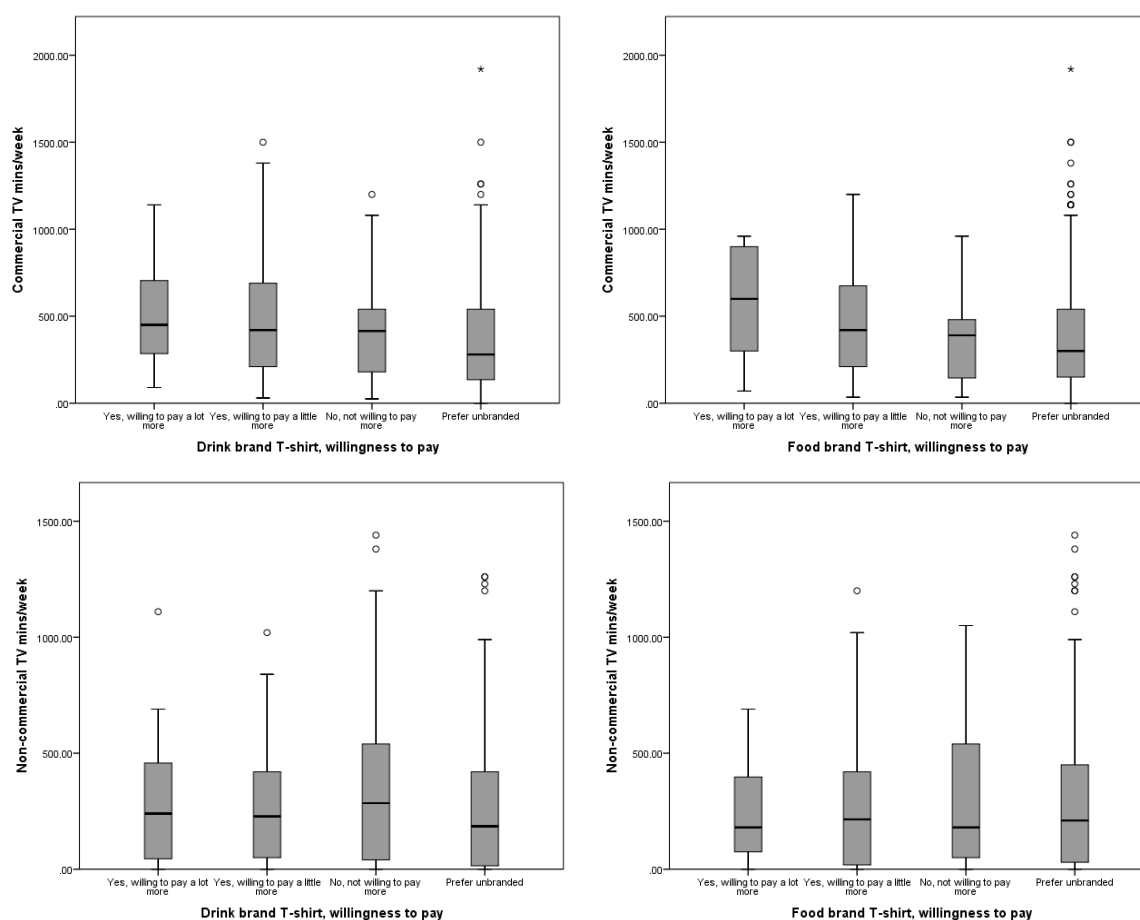 2000.00
1500.00
1000.00
500.00
.00
Commercial TV mins/week
*
Yes, willing to pay a lot
more
Yes, willing to pay a little
more
No, not willing to pay
more
Prefer unbranded
Drink brand T-shirt, willingness to pay
2000.00
1500.00
1000.00
500.00
.00
Commercial TV mins/week
*
Yes, willing to pay a lot
more
Yes, willing to pay a little
more
No, not willing to pay
more
Prefer unbranded
Food brand T-shirt, willingness to pay
1500.00
1000.00
500.00
.00
Non-commercial TV mins/week
Yes, willing to pay a lot
more
Yes, willing to pay a little
more
No, not willing to pay
more
Prefer unbranded
Drink brand T-shirt, willingness to pay
1500.00
1000.00
500.00
.00
Non-commercial TV mins/week
Yes, willing to pay a lot
more
Yes, willing to pay a little
more
No, not willing to pay
more
Prefer unbranded
Food brand T-shirt, willingness to pay